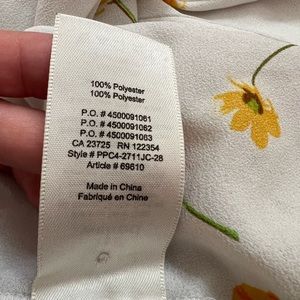 100% Polyester
100% Polyester
P.O. # 4500091061
P.O. # 4500091062
P.O. # 4500091063
CA 23725 RN 122354
Style # PPC4-2711JC-28
Article # 69610
Made in China
Fabriqué en Chine